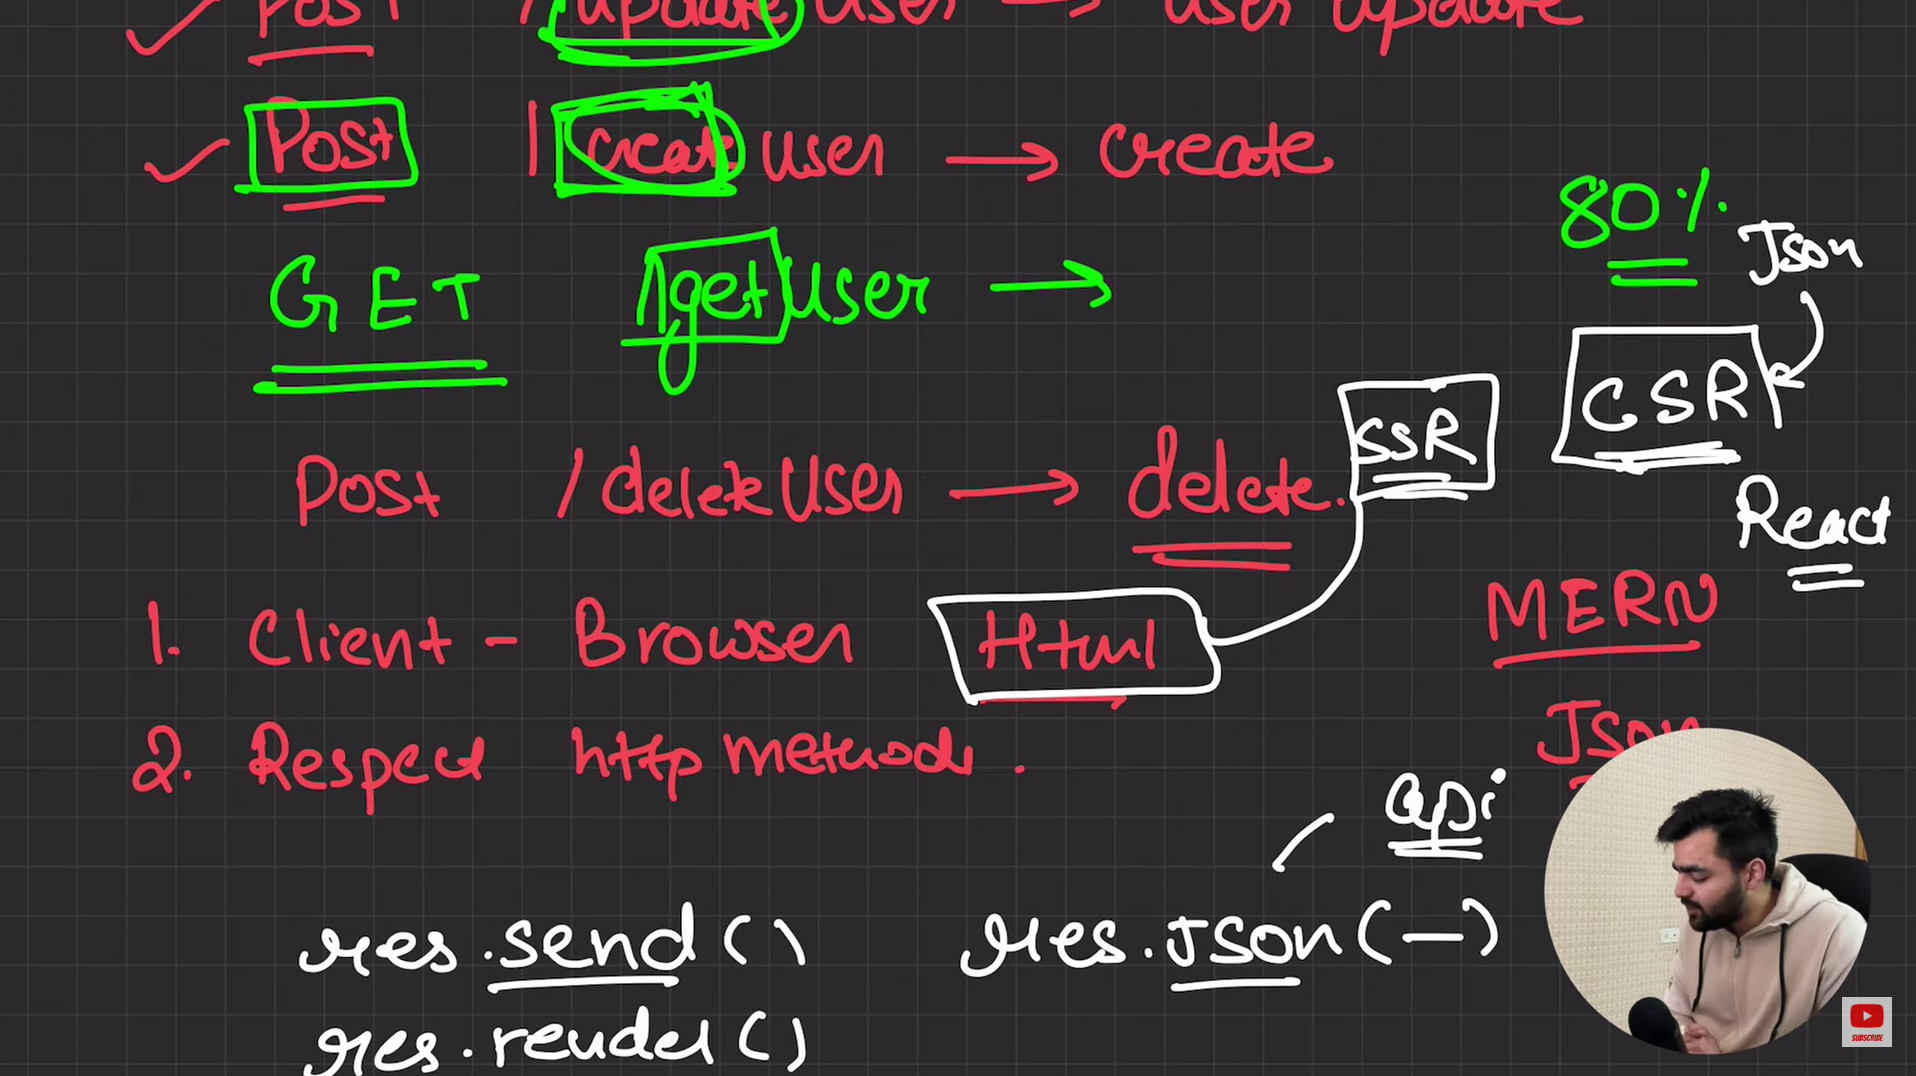 Post / updateuser → user update
Post / createuser → create
80%
Json
GET /getUser →
CSR
SSR
Post / deleteUser → delete.
React
1. Client - Browser Html
MERN
Json
2. Respect http methods.
api
res.send() res.Json(—)
res.render()
SUBSCRIBE